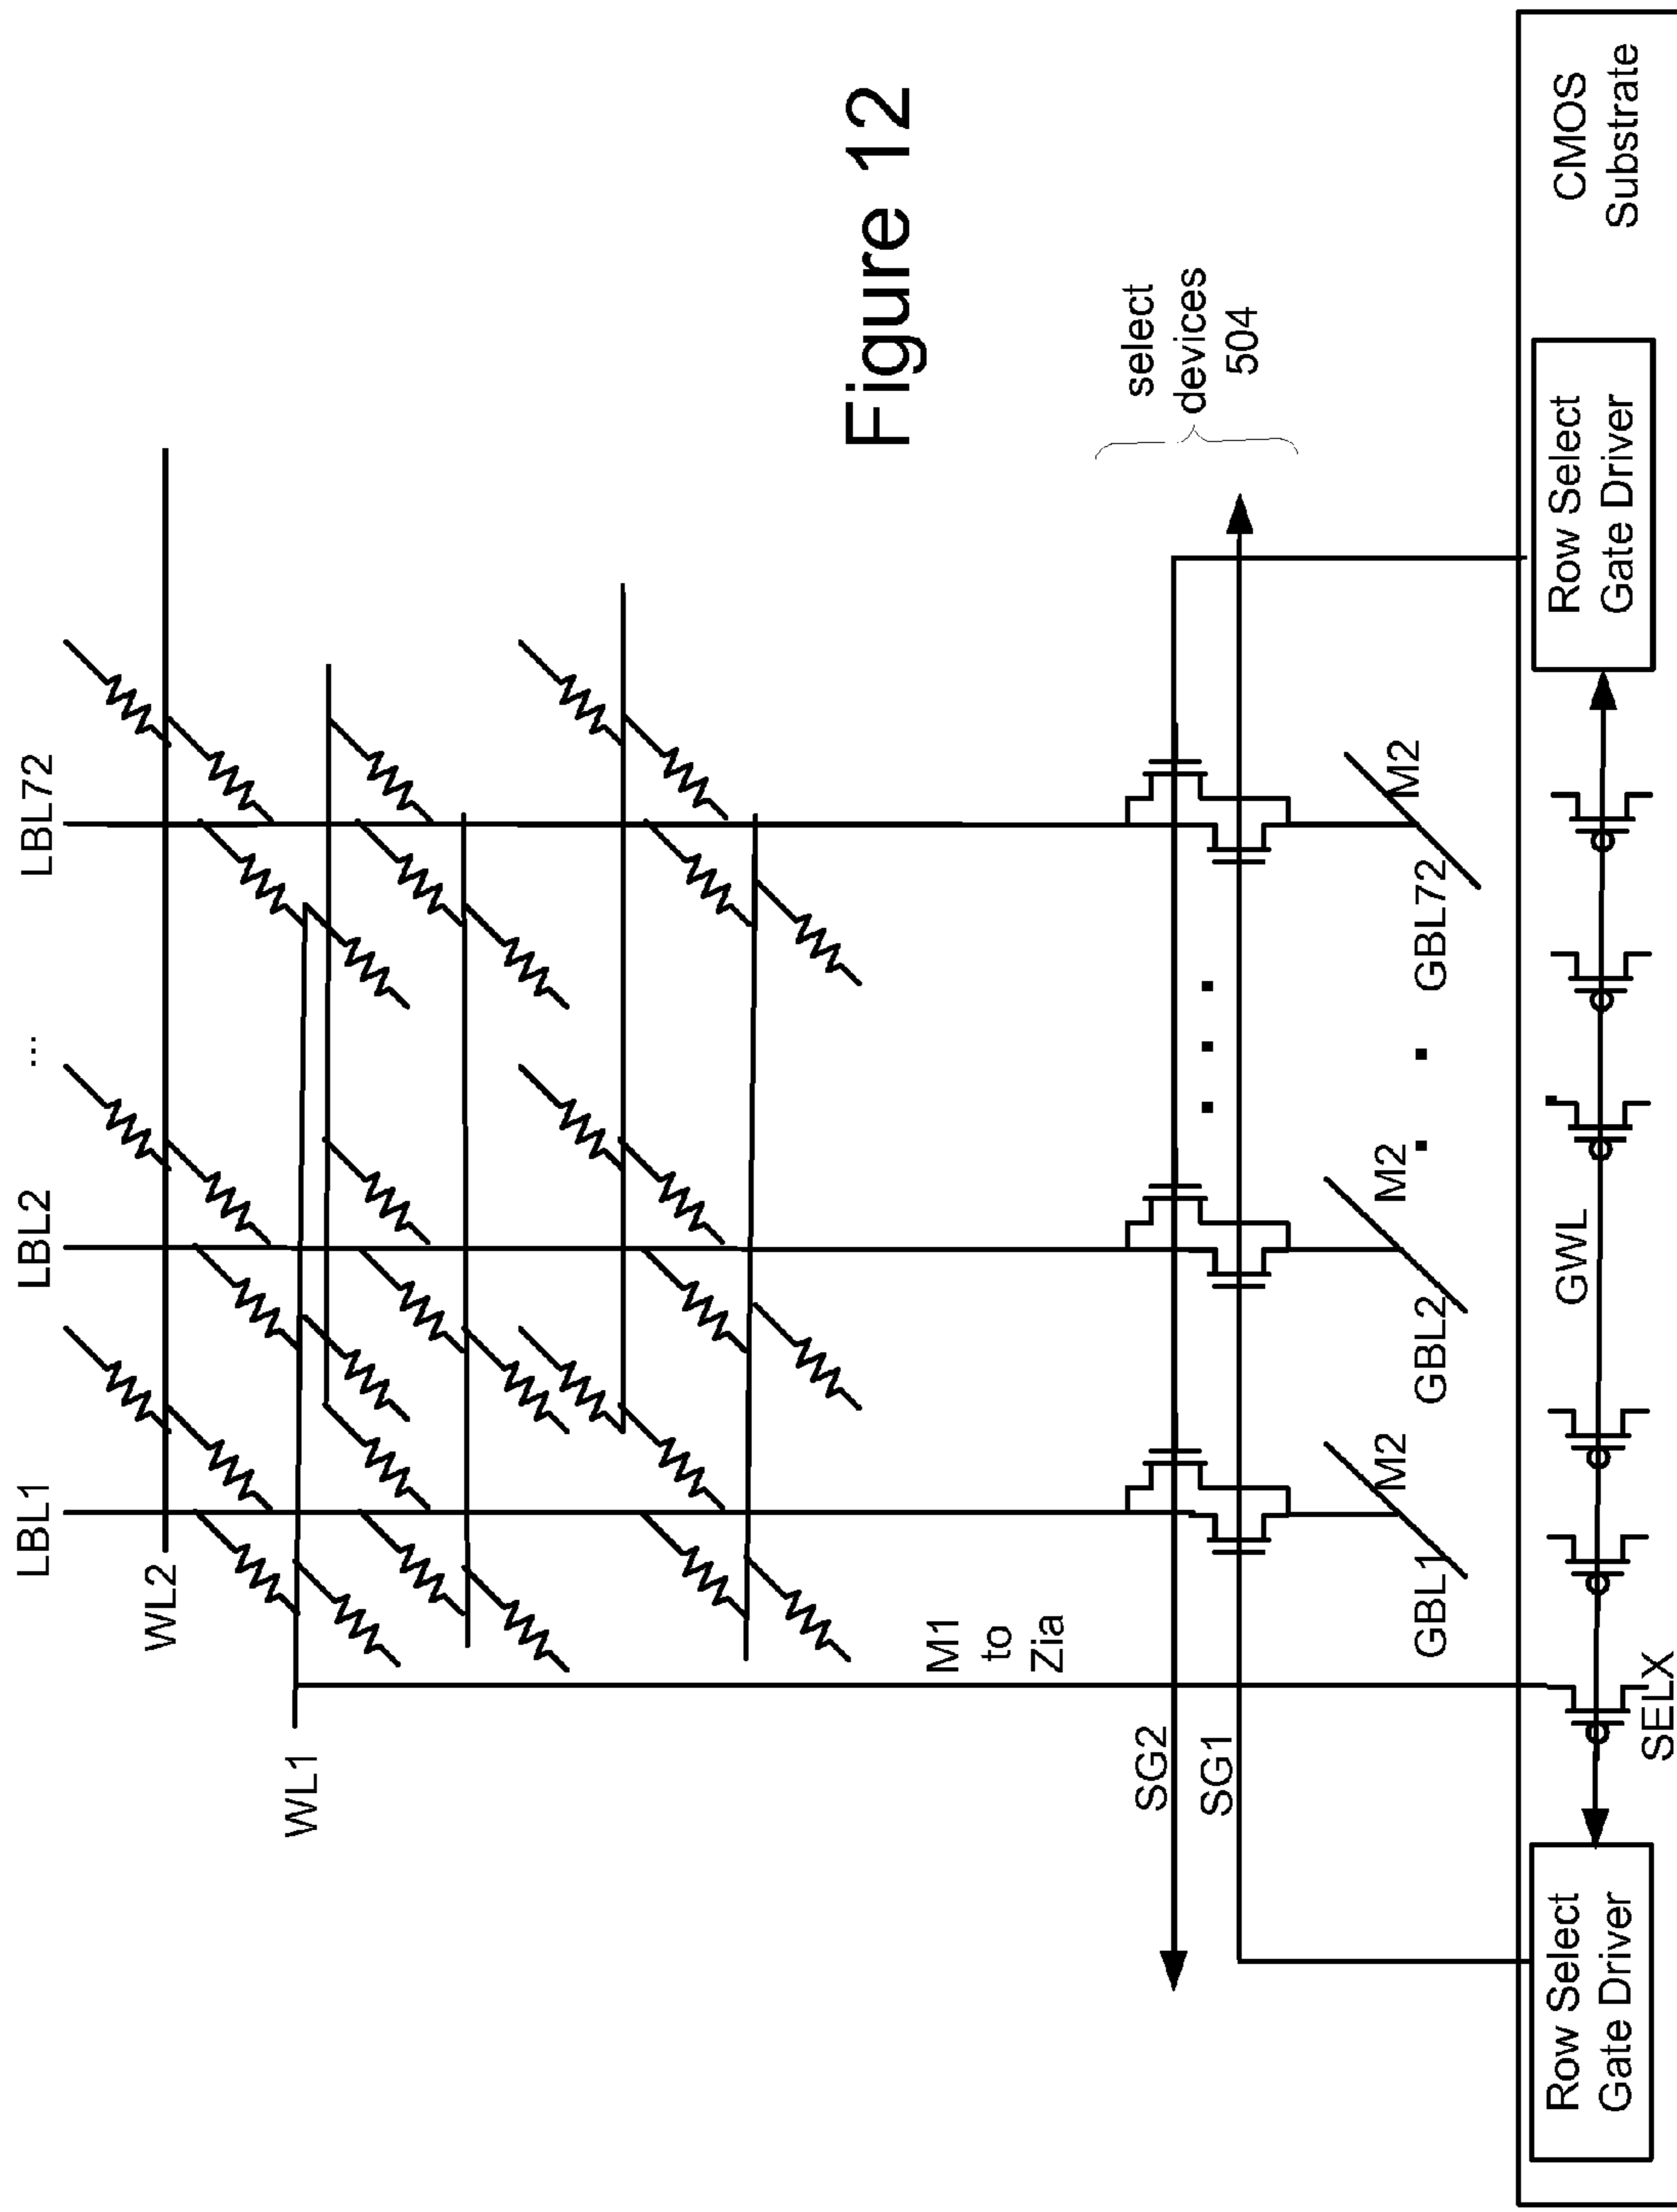 LBL1
LBL2
...
LBL72
WL2
WL1
M1
to
Zia
Figure 12
SG2
SG1
select
devices
504
M2
M2
M2
GBL1
GBL2
GBL72
GWL
SELX
Row Select
Gate Driver
Row Select
Gate Driver
CMOS
Substrate